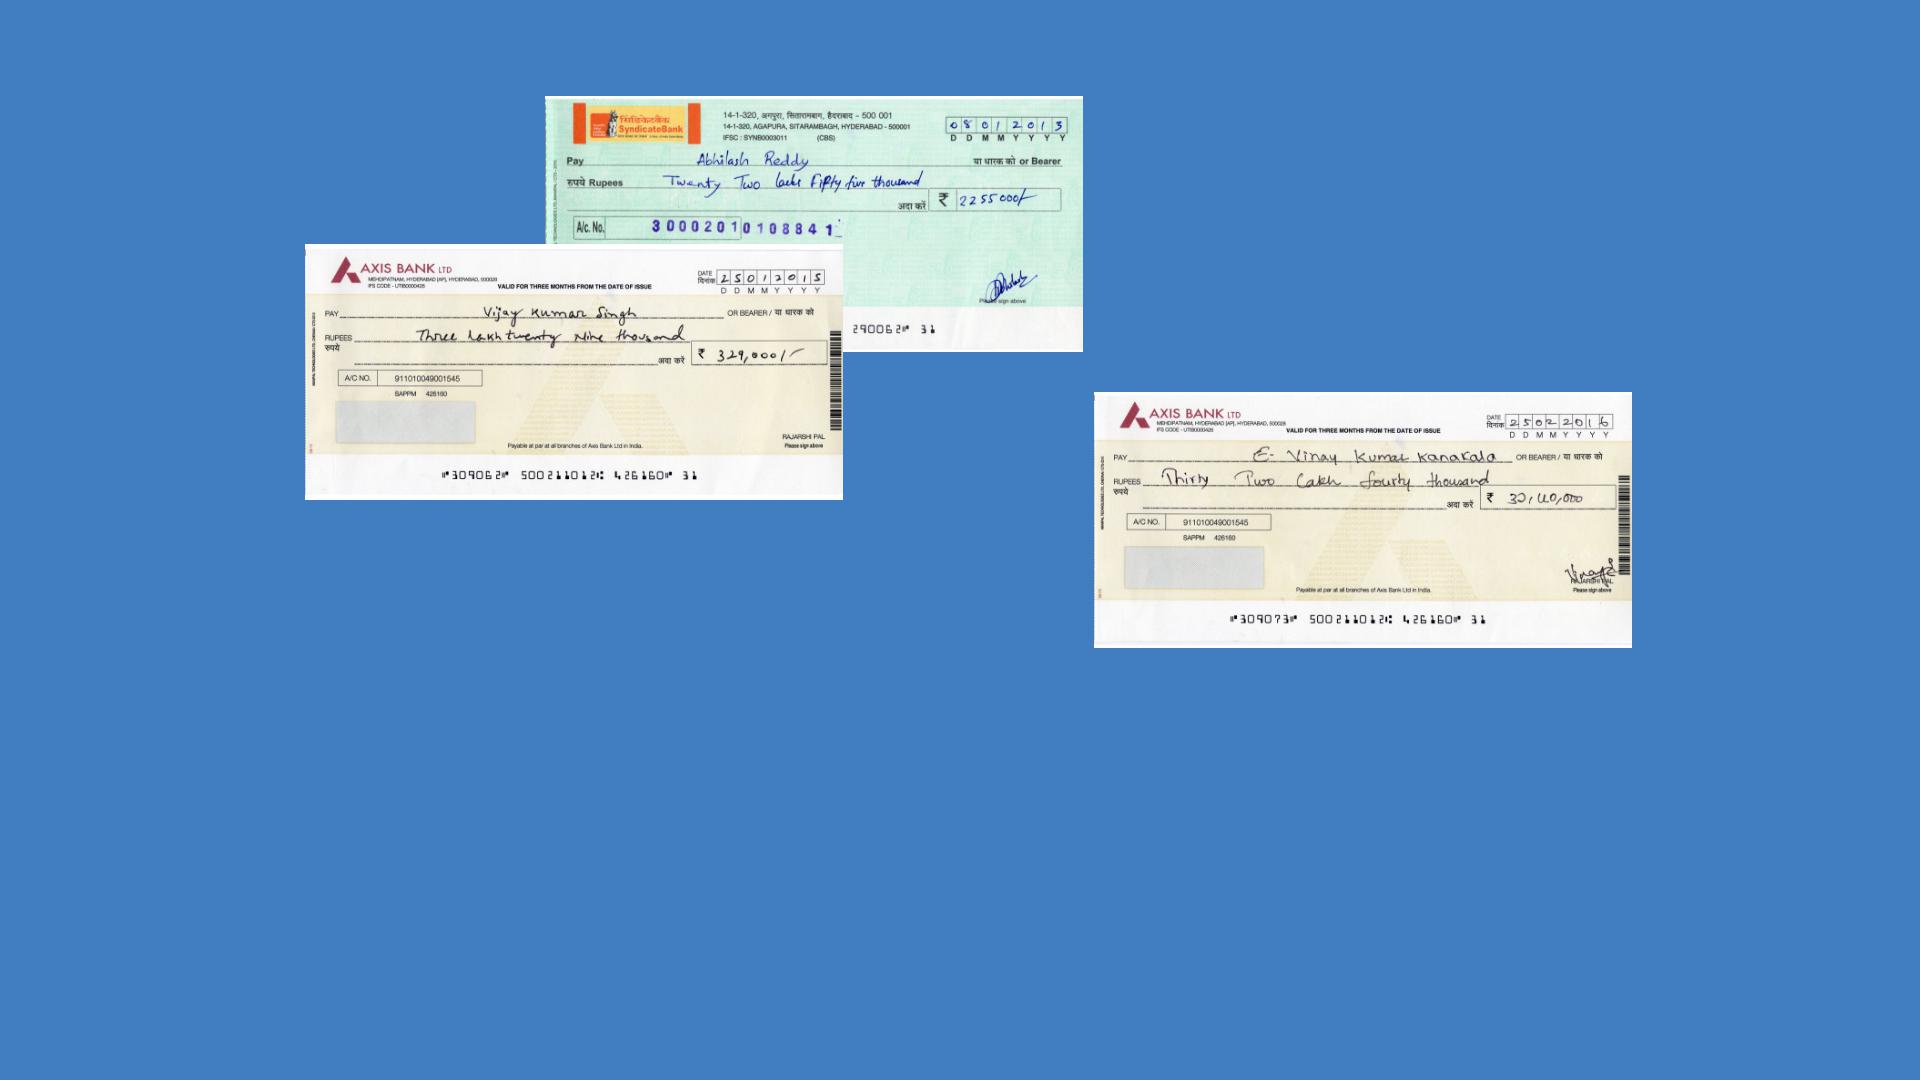 सिंडिकेटबैंक
SyndicateBank
14-1-320, अगपुरा, सितारामबाग, हैदराबाद - 500 001
14-1-320, AGAPURA, SITARAMBAGH, HYDERABAD - 500001
IFSC : SYNB0003011 (CBS)
0 8 0 1 2 0 1 3
D D M M Y Y Y Y
Pay Abhilash Reddy या धारक को or Bearer
रुपये Rupees Twenty Two lacks Fifty five thousand
अदा करें ₹ 2255000/-
A/c. No. 30002010108841
Please sign above
290062⑈ 31
AXIS BANK LTD
MEHDIPATNAM, HYDERABAD [AP], HYDERABAD, 500028
IFS CODE - UTIB0000426
VALID FOR THREE MONTHS FROM THE DATE OF ISSUE
DATE
दिनांक 2 5 0 1 2 0 1 5
D D M M Y Y Y Y
PAY Vijay Kumar Singh OR BEARER / या धारक को
RUPEES Three Lakh twenty Nine thousand
रुपये
अदा करें ₹ 329,000/-
A/C NO. 911010049001545
SAPPM 426160
RAJARSHI PAL
Payable at par at all branches of Axis Bank Ltd in India.
Please sign above
⑈309062⑈ 500211012⑆ 426160⑈ 31
AXIS BANK LTD
MEHDIPATNAM, HYDERABAD [AP], HYDERABAD, 500028
IFS CODE - UTIB0000426
VALID FOR THREE MONTHS FROM THE DATE OF ISSUE
DATE
दिनांक 2 5 0 2 2 0 1 6
D D M M Y Y Y Y
PAY E- Vinay Kumar Kanakala OR BEARER / या धारक को
RUPEES Thirty Two Lakh fourty thousand
रुपये
अदा करें ₹ 32,40,000
A/C NO. 911010049001545
SAPPM 426160
RAJARSHI PAL
Payable at par at all branches of Axis Bank Ltd in India.
Please sign above
⑈309073⑈ 500211012⑆ 426160⑈ 31